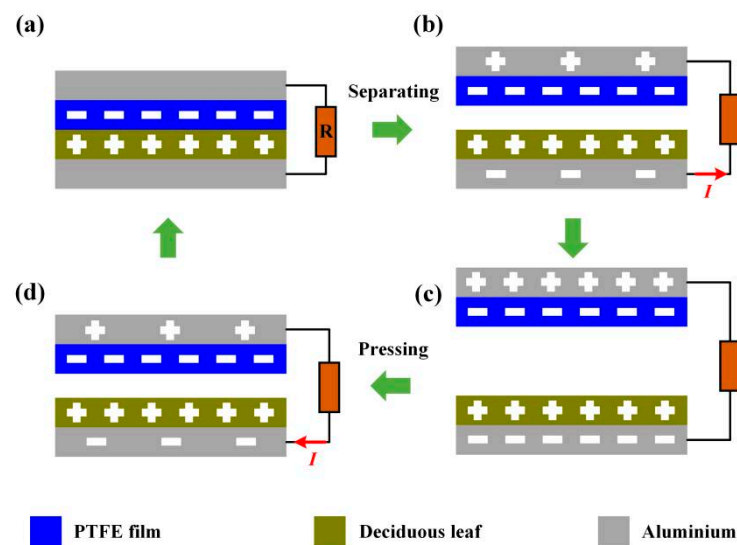 (a)
(b)
Separating
R
I
(d)
(c)
Pressing
I
PTFE film
Deciduous leaf
Aluminium